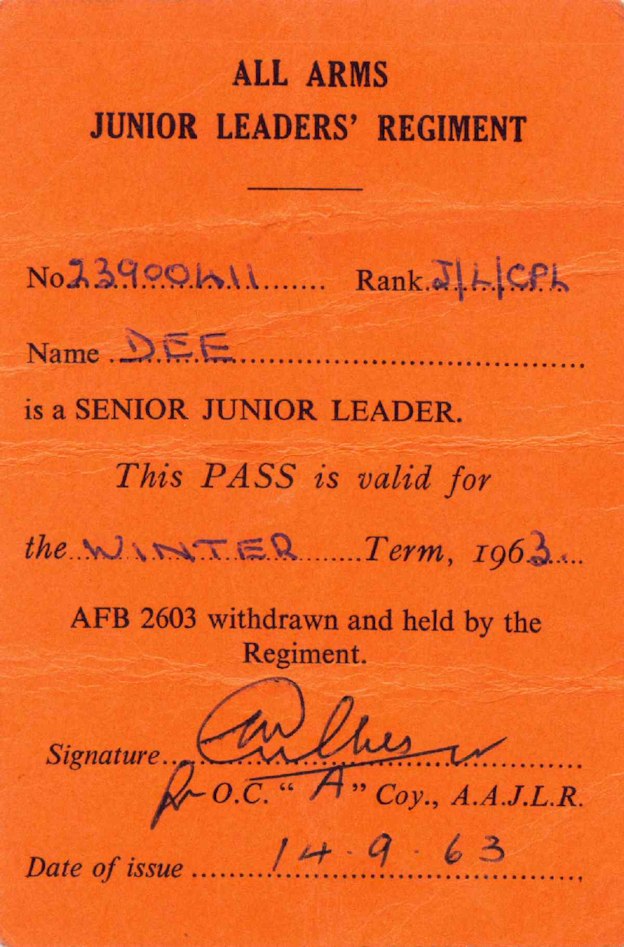 ALL ARMS
JUNIOR LEADERS' REGIMENT
No 23900411 Rank J/L/CPL
Name DEE
is a SENIOR JUNIOR LEADER.
This PASS is valid for
the WINTER Term, 1963.
AFB 2603 withdrawn and held by the
Regiment.
Signature
for O.C. "A" Coy., A.A.J.L.R.
Date of issue 14.9.63